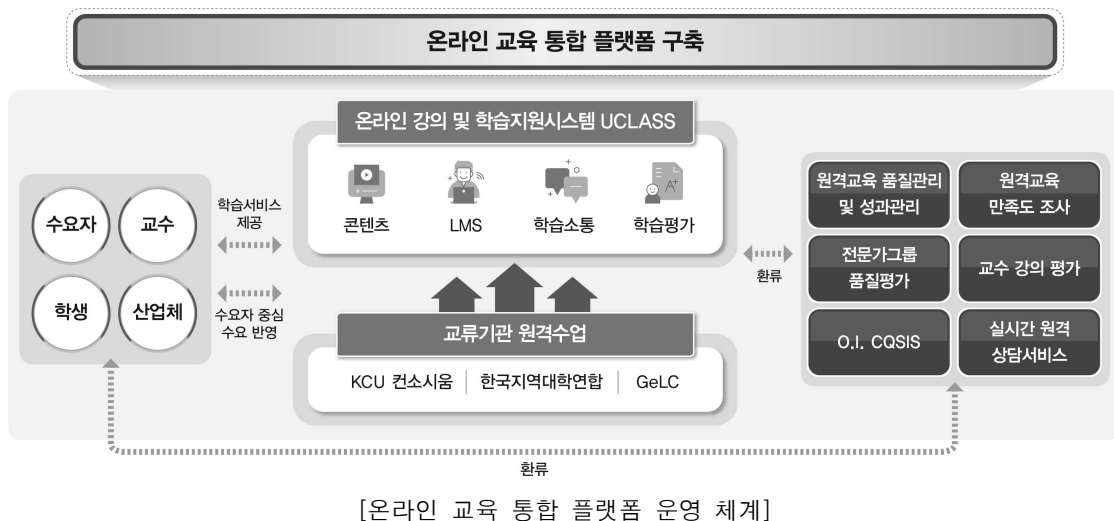 온라인 교육 통합 플랫폼 구축
온라인 강의 및 학습지원시스템 UCLASS
콘텐츠
LMS
학습소통
A+
학습평가
수요자
교수
학생
산업체
학습서비스
제공
수요자 중심
수요 반영
교류기관 원격수업
KCU 컨소시움
한국지역대학연합
GeLC
환류
원격교육 품질관리
및 성과관리
원격교육
만족도 조사
전문가그룹
품질평가
교수 강의 평가
O.I. CQSIS
실시간 원격
상담서비스
환류
[온라인 교육 통합 플랫폼 운영 체계]